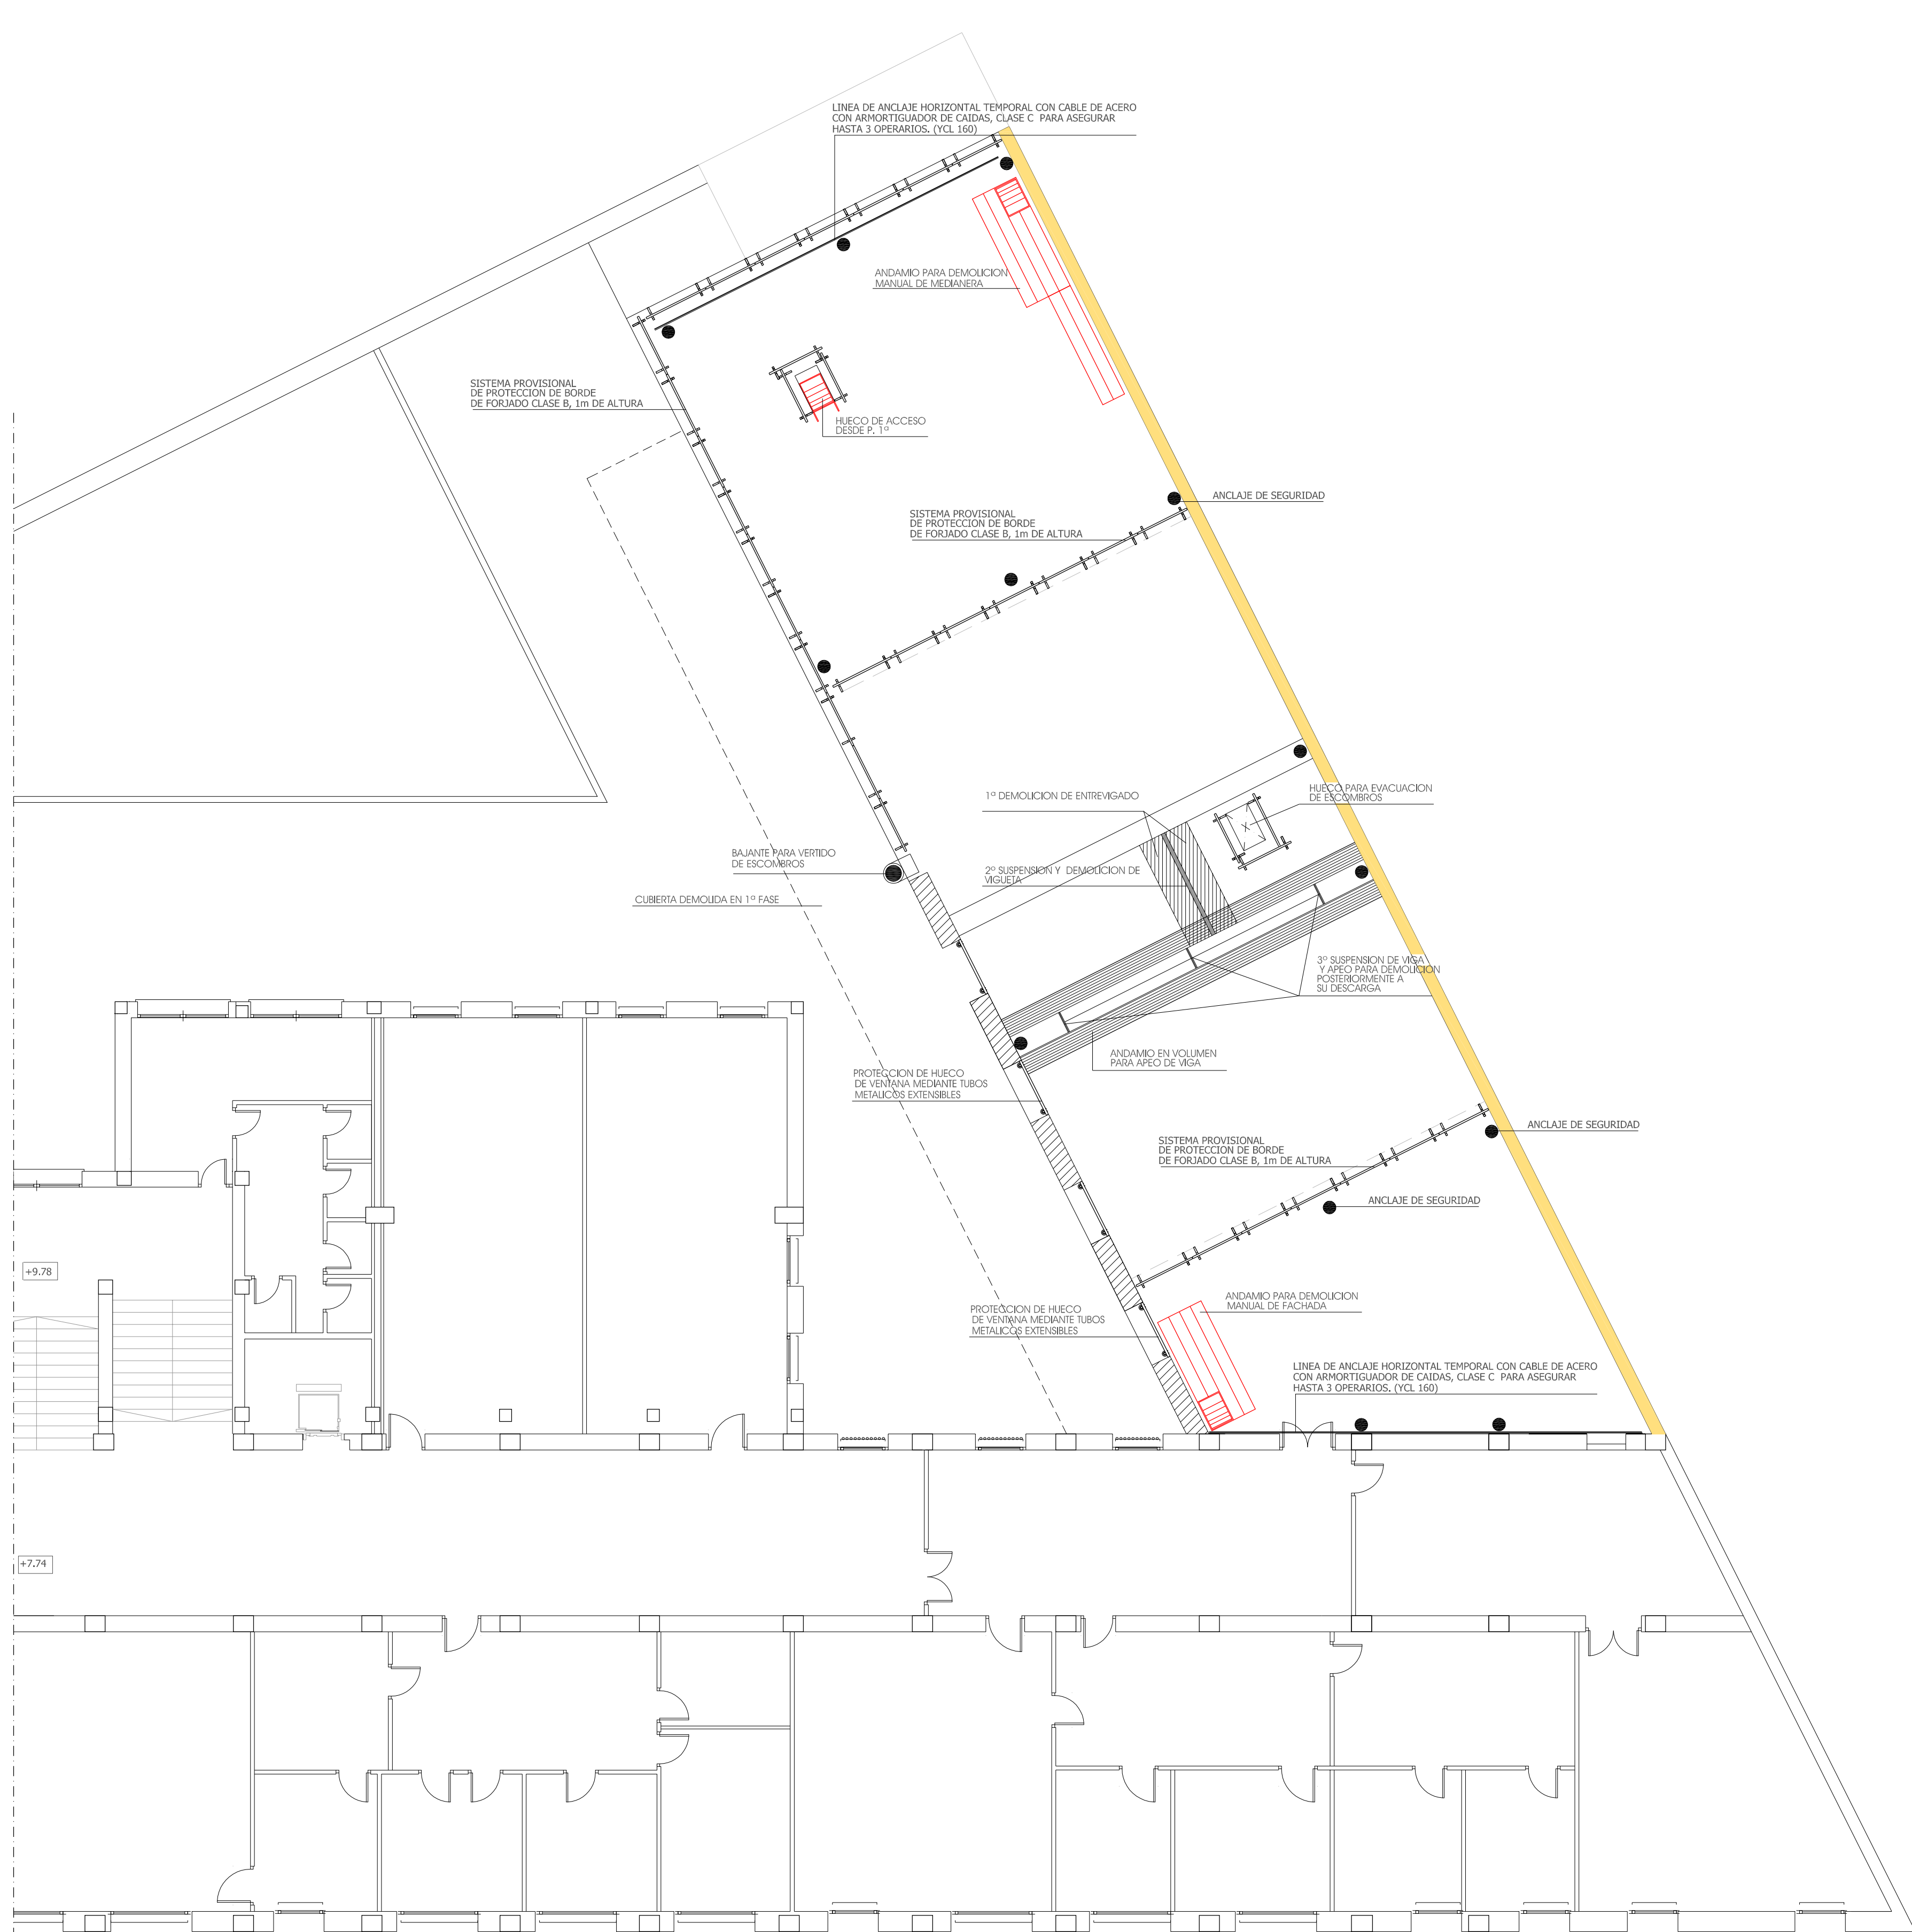 LINEA DE ANCLAJE HORIZONTAL TEMPORAL CON CABLE DE ACERO
CON ARMORTIGUADOR DE CAIDAS, CLASE C PARA ASEGURAR
HASTA 3 OPERARIOS. (YCL 160)
ANDAMIO PARA DEMOLICION
MANUAL DE MEDIANERA
SISTEMA PROVISIONAL
DE PROTECCION DE BORDE
DE FORJADO CLASE B, 1m DE ALTURA
HUECO DE ACCESO
DESDE P. 1ª
ANCLAJE DE SEGURIDAD
SISTEMA PROVISIONAL
DE PROTECCION DE BORDE
DE FORJADO CLASE B, 1m DE ALTURA
1ª DEMOLICION DE ENTREVIGADO
HUECO PARA EVACUACION
DE ESCOMBROS
X
BAJANTE PARA VERTIDO
DE ESCOMBROS
2º SUSPENSION Y DEMOLICION DE
VIGUETA
CUBIERTA DEMOLIDA EN 1º FASE
3º SUSPENSION DE VIGA
Y APEO PARA DEMOLICION
POSTERIORMENTE A
SU DESCARGA
ANDAMIO EN VOLUMEN
PARA APEO DE VIGA
PROTECCION DE HUECO
DE VENTANA MEDIANTE TUBOS
METALICOS EXTENSIBLES
ANCLAJE DE SEGURIDAD
SISTEMA PROVISIONAL
DE PROTECCION DE BORDE
DE FORJADO CLASE B, 1m DE ALTURA
ANCLAJE DE SEGURIDAD
+9.78
ANDAMIO PARA DEMOLICION
MANUAL DE FACHADA
PROTECCION DE HUECO
DE VENTANA MEDIANTE TUBOS
METALICOS EXTENSIBLES
LINEA DE ANCLAJE HORIZONTAL TEMPORAL CON CABLE DE ACERO
CON ARMORTIGUADOR DE CAIDAS, CLASE C PARA ASEGURAR
HASTA 3 OPERARIOS. (YCL 160)
+7.74